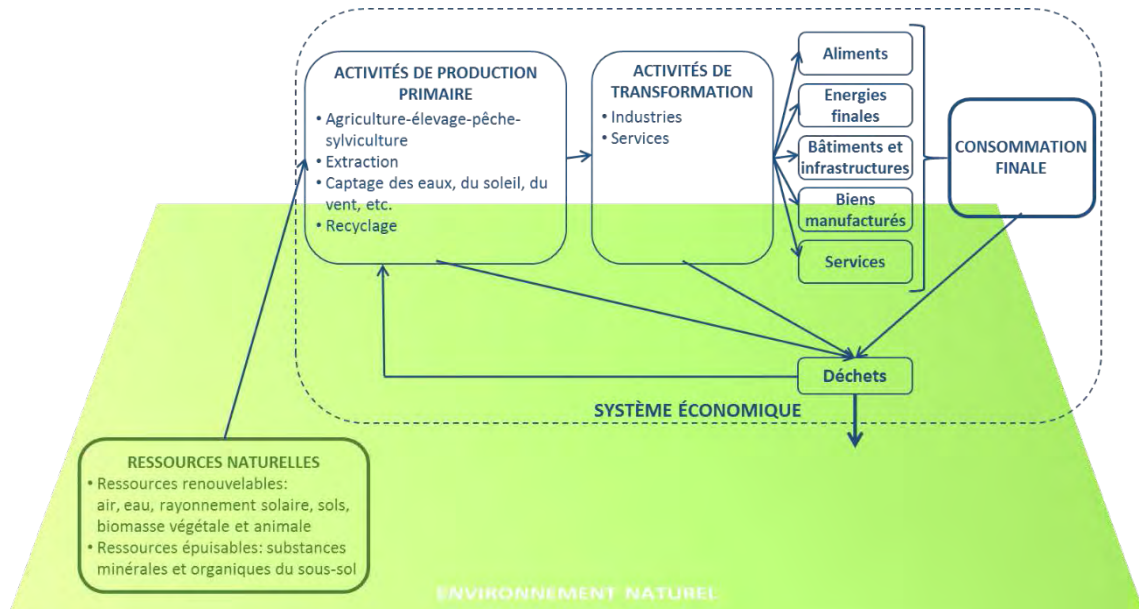 ACTIVITÉS DE PRODUCTION
PRIMAIRE
• Agriculture-élevage-pêche-
sylviculture
• Extraction
• Captage des eaux, du soleil, du
vent, etc.
• Recyclage
ACTIVITÉS DE
TRANSFORMATION
• Industries
• Services
Aliments
Energies
finales
Bâtiments et
infrastructures
Biens
manufacturés
Services
CONSOMMATION
FINALE
Déchets
SYSTÈME ÉCONOMIQUE
RESSOURCES NATURELLES
• Ressources renouvelables:
air, eau, rayonnement solaire, sols,
biomasse végétale et animale
• Ressources épuisables: substances
minérales et organiques du sous-sol
ENVIRONNEMENT NATUREL